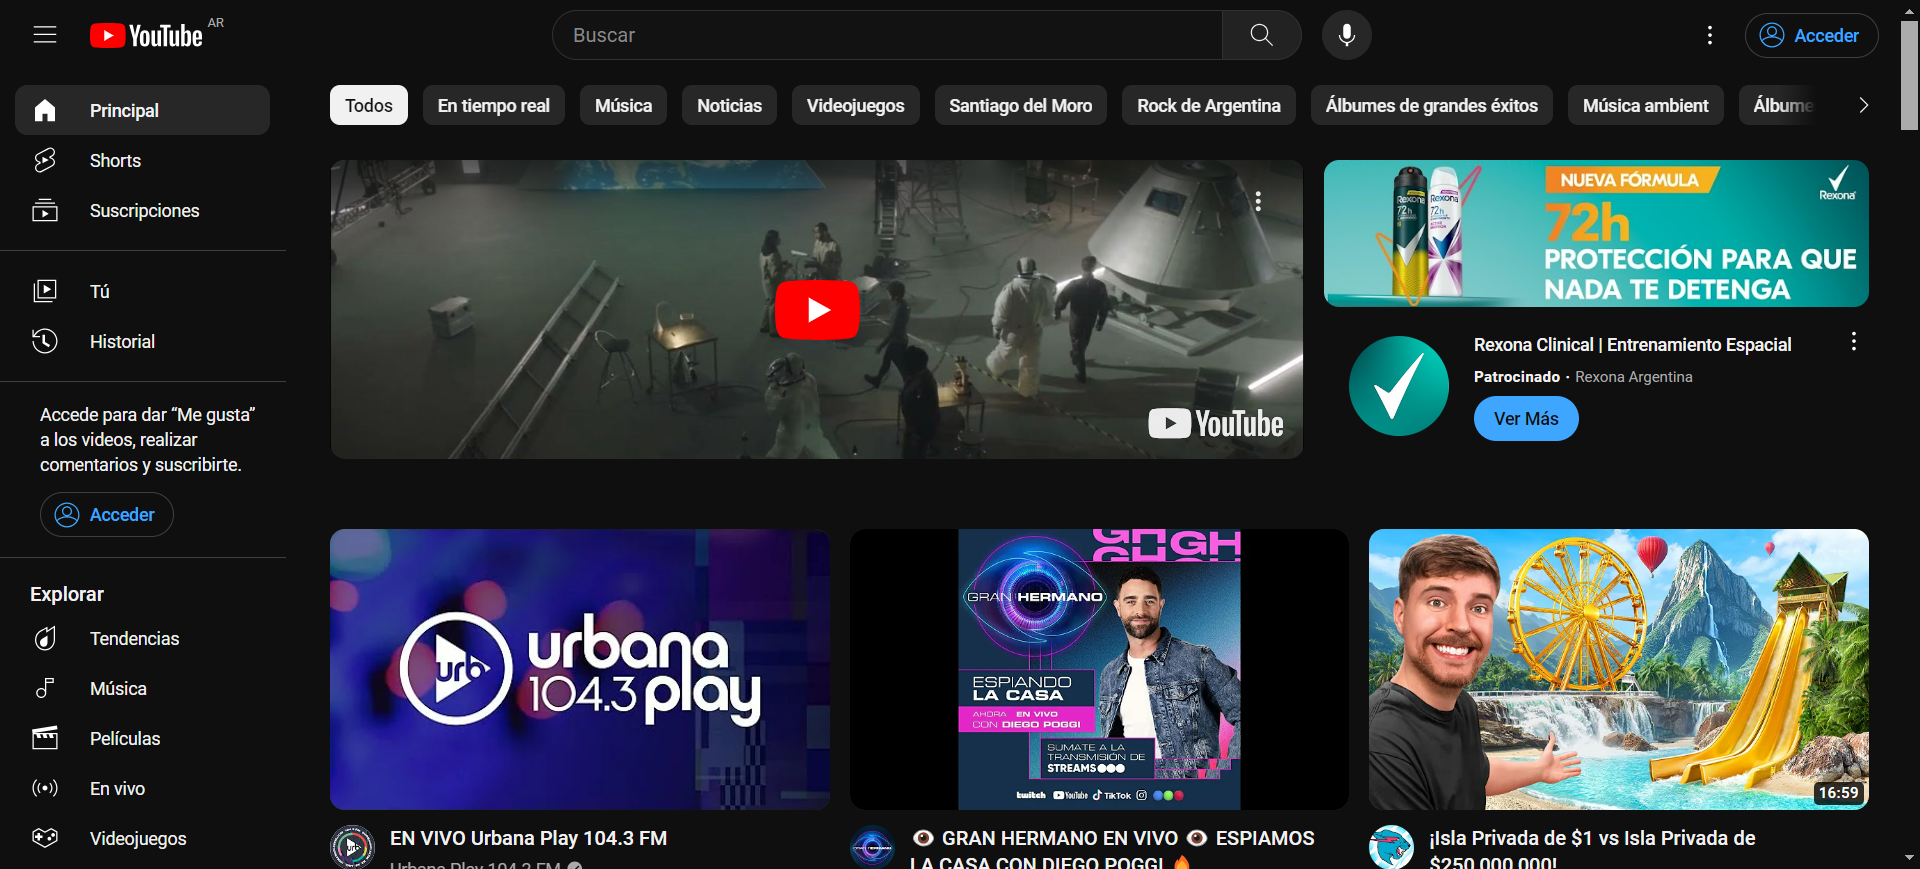 YouTube AR
Buscar
Acceder
Principal
Shorts
Suscripciones
Tú
Historial
Accede para dar “Me gusta”
a los videos, realizar
comentarios y suscribirte.
Acceder
Explorar
Tendencias
Música
Películas
En vivo
Videojuegos
Todos
En tiempo real
Música
Noticias
Videojuegos
Santiago del Moro
Rock de Argentina
Álbumes de grandes éxitos
Música ambient
Álbume
YouTube
NUEVA FÓRMULA
72h
PROTECCIÓN PARA QUE
NADA TE DETENGA
Rexona
Rexona
72h
Rexona
72h
Rexona Clinical | Entrenamiento Espacial
Patrocinado · Rexona Argentina
Ver Más
urb
urbana
104.3 play
EN VIVO Urbana Play 104.3 FM
Urbana Play 104.3 FM
GH GH
GRAN HERMANO
ESPIANDO
LA CASA
AHORA EN VIVO
CON DIEGO POGGI
SUMATE A LA
TRANSMISIÓN DE
STREAMS
twitch YouTube TikTok
👁 GRAN HERMANO EN VIVO 👁 ESPIAMOS
LA CASA CON DIEGO POGGI 🔥
16:59
¡Isla Privada de $1 vs Isla Privada de
$250,000,000!